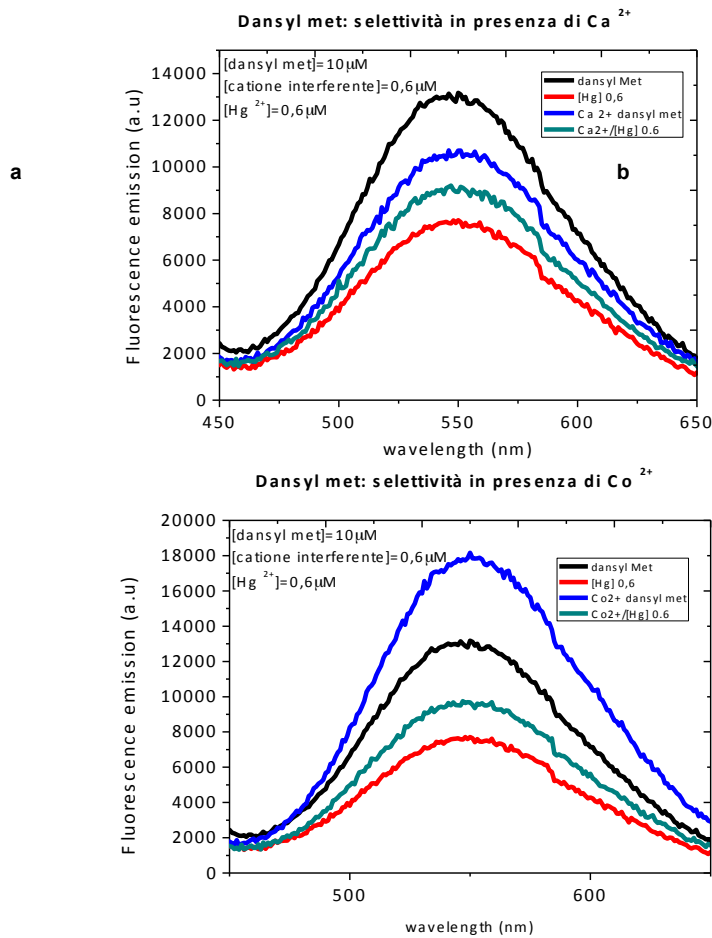 Dansyl met: selettività in presenza di Ca 2+
[dansyl met]=10μM
[catione interferente]=0,6μM
[Hg 2+]=0,6μM
dansyl Met
[Hg] 0,6
Ca 2+ dansyl met
Ca2+/[Hg] 0.6
a
b
Fluorescence emission (a.u)
14000
12000
10000
8000
6000
4000
2000
0
450
500
550
600
650
wavelength (nm)
Dansyl met: selettività in presenza di Co 2+
[dansyl met]=10μM
[catione interferente]=0,6μM
[Hg 2+]=0,6μM
dansyl Met
[Hg] 0,6
Co2+ dansyl met
Co2+/[Hg] 0.6
Fluorescence emission (a.u)
20000
18000
16000
14000
12000
10000
8000
6000
4000
2000
0
500
600
wavelength (nm)